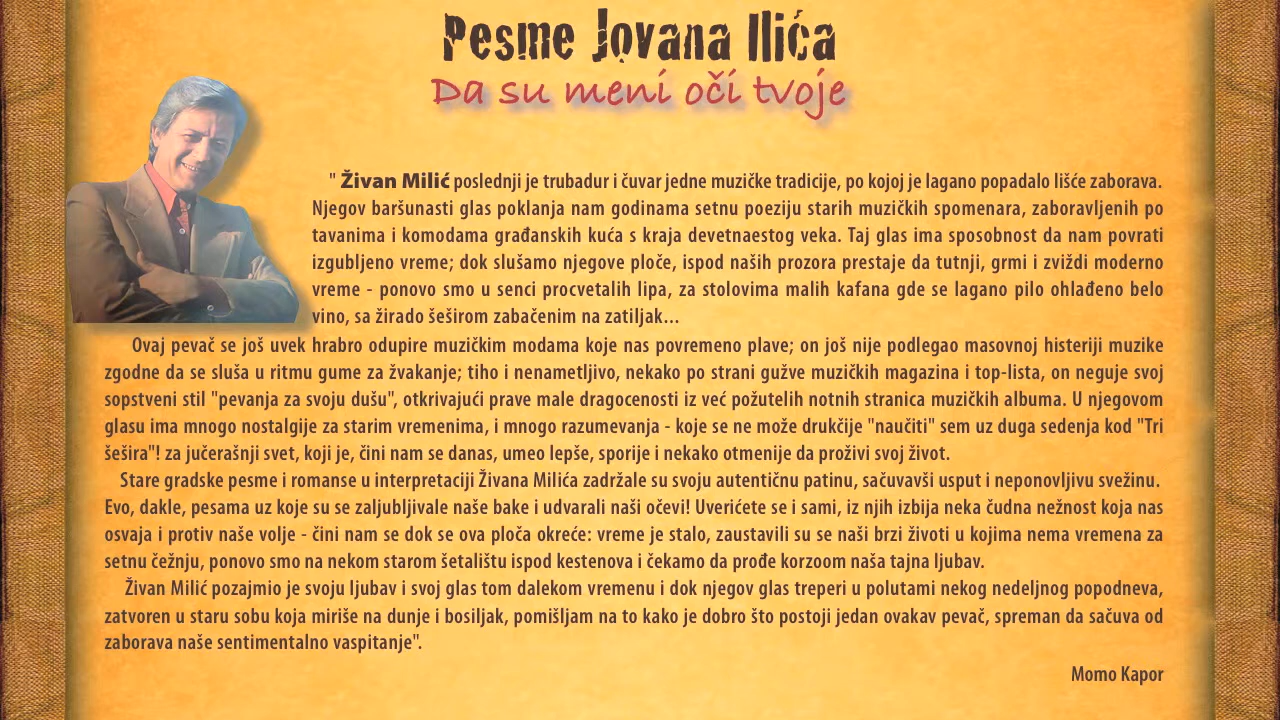 Pesme Jovana Ilića
Da su meni oči tvoje
" Živan Milić poslednji je trubadur i čuvar jedne muzičke tradicije, po kojoj je lagano popadalo lišće zaborava.
Njegov baršunasti glas poklanja nam godinama setnu poeziju starih muzičkih spomenara, zaboravljenih po
tavanima i komodama građanskih kuća s kraja devetnaestog veka. Taj glas ima sposobnost da nam povrati
izgubljeno vreme; dok slušamo njegove ploče, ispod naših prozora prestaje da tutnji, grmi i zviždi moderno
vreme - ponovo smo u senci procvetalih lipa, za stolovima malih kafana gde se lagano pilo ohlađeno belo
vino, sa žirado šeširom zabačenim na zatiljak...
Ovaj pevač se još uvek hrabro odupire muzičkim modama koje nas povremeno plave; on još nije podlegao masovnoj histeriji muzike
zgodne da se sluša u ritmu gume za žvakanje; tiho i nenametljivo, nekako po strani gužve muzičkih magazina i top-lista, on neguje svoj
sopstveni stil "pevanja za svoju dušu", otkrivajući prave male dragocenosti iz već požutelih notnih stranica muzičkih albuma. U njegovom
glasu ima mnogo nostalgije za starim vremenima, i mnogo razumevanja - koje se ne može drukčije "naučiti" sem uz duga sedenja kod "Tri
šešira"! za jučerašnji svet, koji je, čini nam se danas, umeo lepše, sporije i nekako otmenije da proživi svoj život.
Stare gradske pesme i romanse u interpretaciji Živana Milića zadržale su svoju autentičnu patinu, sačuvavši usput i neponovljivu svežinu.
Evo, dakle, pesama uz koje su se zaljubljivale naše bake i udvarali naši očevi! Uverićete se i sami, iz njih izbija neka čudna nežnost koja nas
osvaja i protiv naše volje - čini nam se dok se ova ploča okreće: vreme je stalo, zaustavili su se naši brzi životi u kojima nema vremena za
setnu čežnju, ponovo smo na nekom starom šetalištu ispod kestenova i čekamo da prođe korzoom naša tajna ljubav.
Živan Milić pozajmio je svoju ljubav i svoj glas tom dalekom vremenu i dok njegov glas treperi u polutami nekog nedeljnog popodneva,
zatvoren u staru sobu koja miriše na dunje i bosiljak, pomišljam na to kako je dobro što postoji jedan ovakav pevač, spreman da sačuva od
zaborava naše sentimentalno vaspitanje".
Momo Kapor